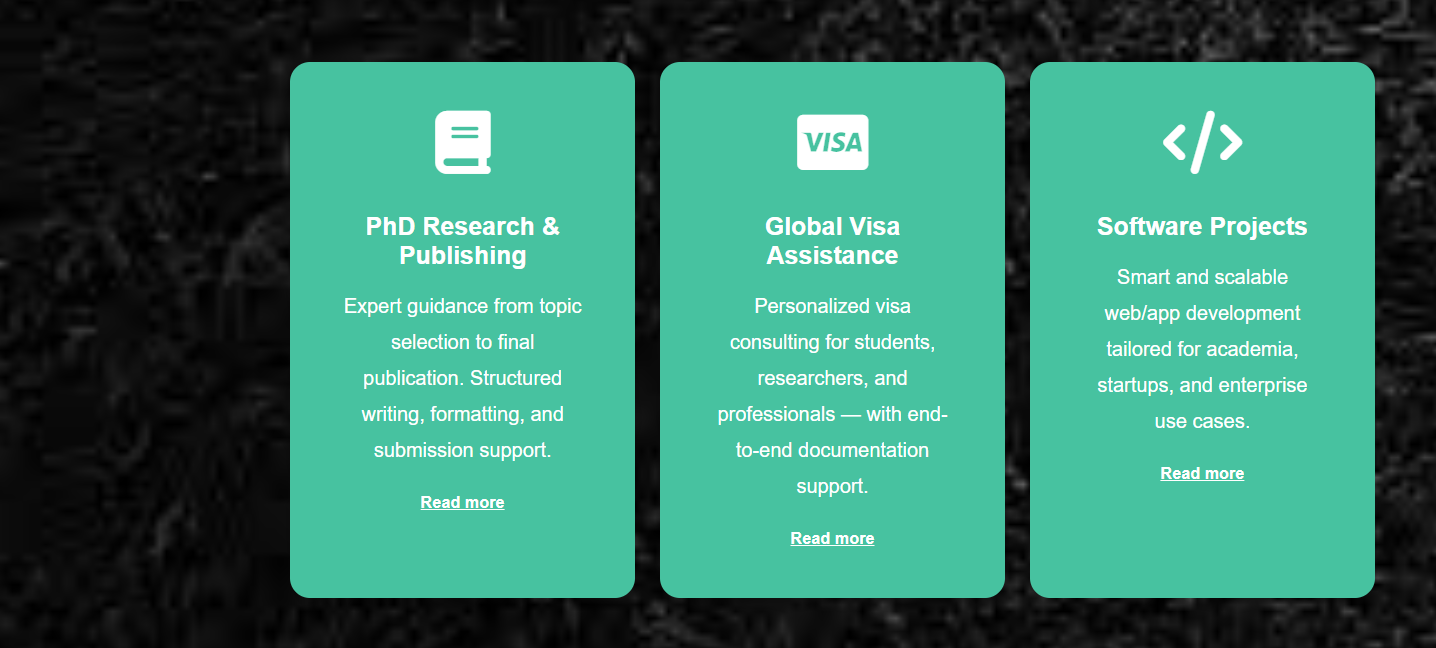 PhD Research &
Publishing
Expert guidance from topic
selection to final
publication. Structured
writing, formatting, and
submission support.
Read more
VISA
Global Visa
Assistance
Personalized visa
consulting for students,
researchers, and
professionals — with end-
to-end documentation
support.
Read more
Software Projects
Smart and scalable
web/app development
tailored for academia,
startups, and enterprise
use cases.
Read more